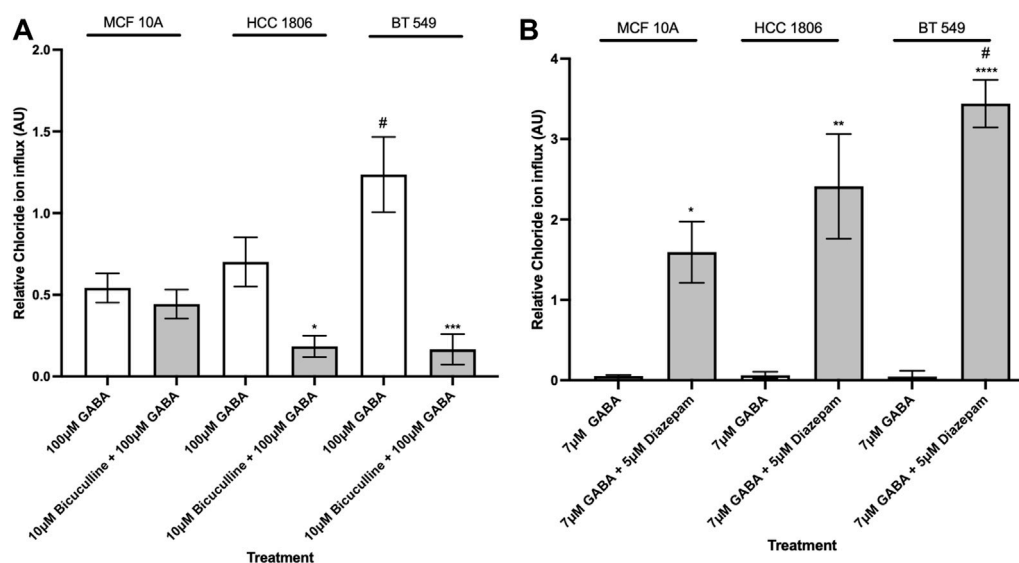 A
MCF 10A
HCC 1806
BT 549
Relative Chloride ion influx (AU)
2.0
1.5
1.0
0.5
0.0
#
*
***
100µM GABA
10µM Bicuculline + 100µM GABA
100µM GABA
10µM Bicuculline + 100µM GABA
100µM GABA
10µM Bicuculline + 100µM GABA
Treatment
B
MCF 10A
HCC 1806
BT 549
Relative Chloride ion influx (AU)
4
3
2
1
0
*
**
#
****
7µM GABA
7µM GABA + 5µM Diazepam
7µM GABA
7µM GABA + 5µM Diazepam
7µM GABA
7µM GABA + 5µM Diazepam
Treatment